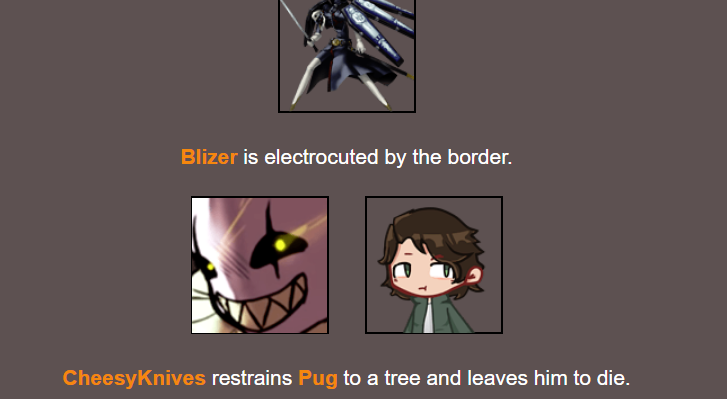 Blizer is electrocuted by the border.
CheesyKnives restrains Pug to a tree and leaves him to die.